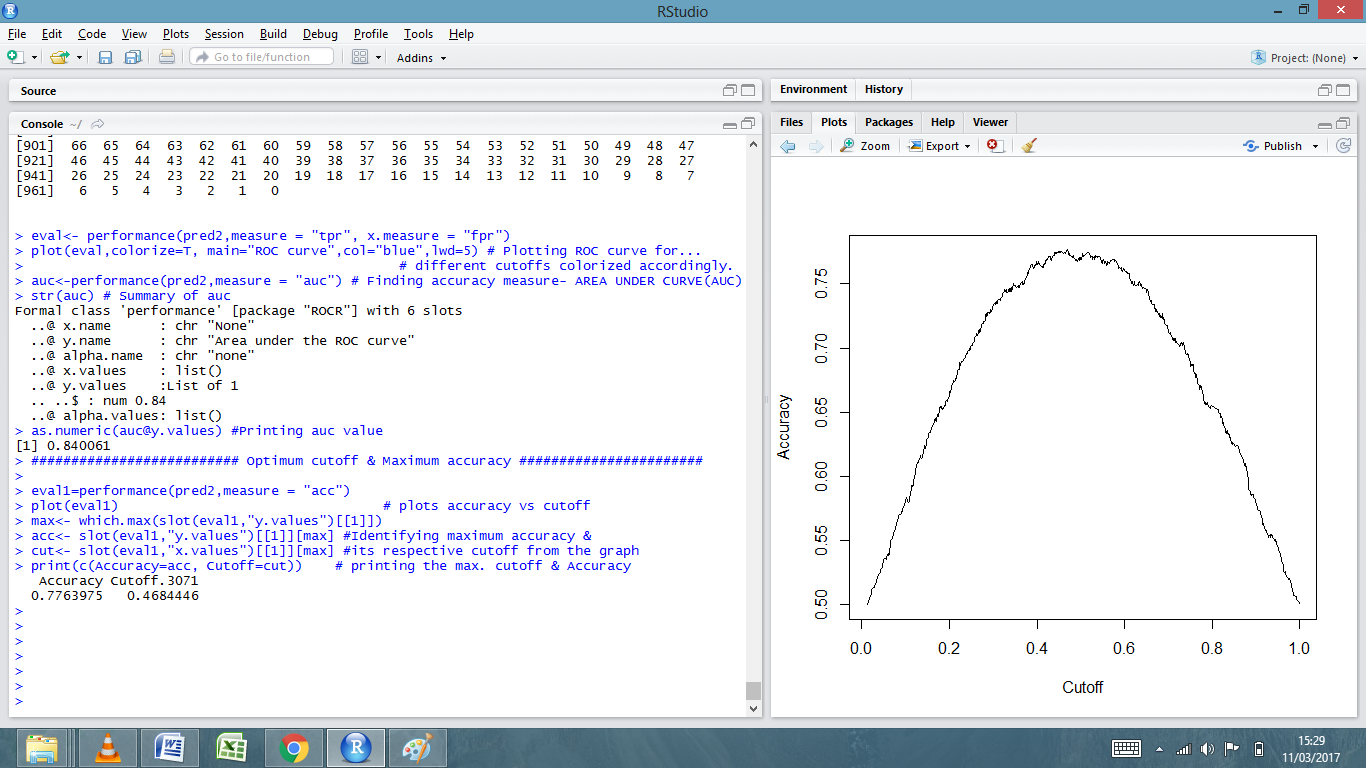 RStudio
File Edit Code View Plots Session Build Debug Profile Tools Help
Go to file/function Addins Project: (None)
Source
Console ~/
[901] 66 65 64 63 62 61 60 59 58 57 56 55 54 53 52 51 50 49 48 47
[921] 46 45 44 43 42 41 40 39 38 37 36 35 34 33 32 31 30 29 28 27
[941] 26 25 24 23 22 21 20 19 18 17 16 15 14 13 12 11 10 9 8 7
[961] 6 5 4 3 2 1 0
> eval<- performance(pred2,measure = "tpr", x.measure = "fpr")
> plot(eval,colorize=T, main="ROC curve",col="blue",lwd=5) # Plotting ROC curve for...
> # different cutoffs colorized accordingly.
> auc<-performance(pred2,measure = "auc") # Finding accuracy measure- AREA UNDER CURVE(AUC)
> str(auc) # Summary of auc
Formal class 'performance' [package "ROCR"] with 6 slots
..@ x.name : chr "None"
..@ y.name : chr "Area under the ROC curve"
..@ alpha.name : chr "none"
..@ x.values : list()
..@ y.values :List of 1
.. ..$ : num 0.84
..@ alpha.values: list()
> as.numeric(auc@y.values) #Printing auc value
[1] 0.840061
> ########################## Optimum cutoff & Maximum accuracy #######################
>
> eval1=performance(pred2,measure = "acc")
> plot(eval1) # plots accuracy vs cutoff
> max<- which.max(slot(eval1,"y.values")[[1]])
> acc<- slot(eval1,"y.values")[[1]][max] #Identifying maximum accuracy &
> cut<- slot(eval1,"x.values")[[1]][max] #its respective cutoff from the graph
> print(c(Accuracy=acc, Cutoff=cut)) # printing the max. cutoff & Accuracy
Accuracy Cutoff.3071
0.7763975 0.4684446
>
>
>
>
>
>
>
Environment History
Files Plots Packages Help Viewer
Zoom Export Publish
Accuracy
0.75
0.70
0.65
0.60
0.55
0.50
0.0 0.2 0.4 0.6 0.8 1.0
Cutoff
15:29
11/03/2017